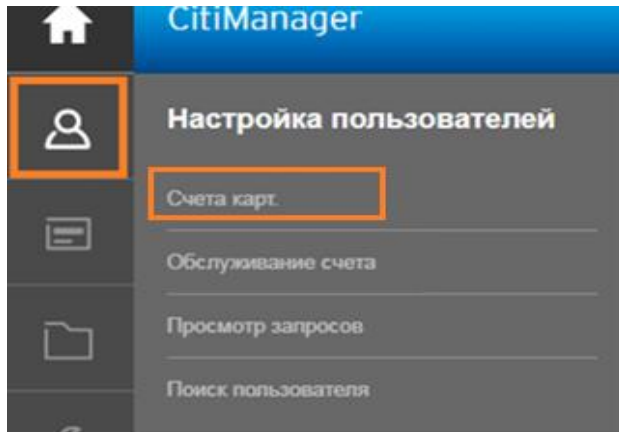 CitiManager
Настройка пользователей
Счета карт.
Обслуживание счета
Просмотр запросов
Поиск пользователя